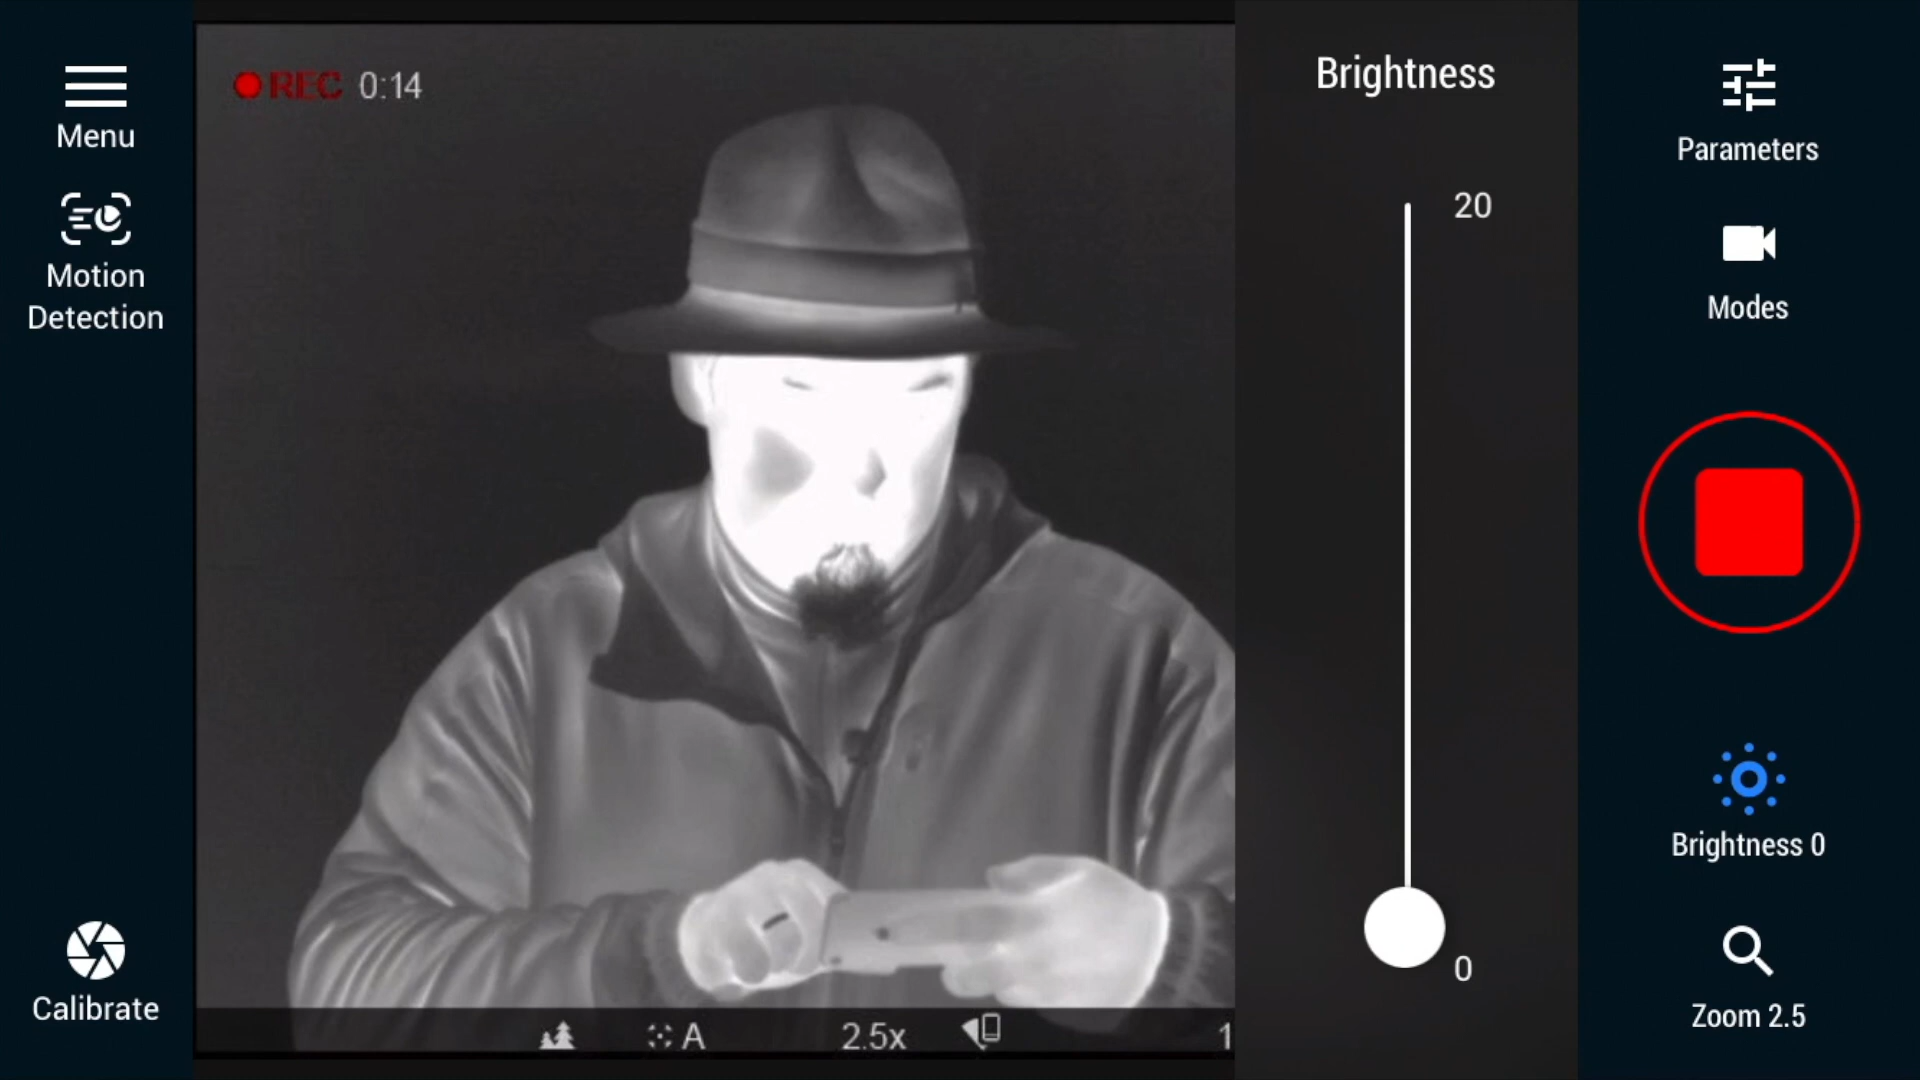 Menu
Motion
Detection
Calibrate
REC 0:14
A
2.5x
1
Brightness
20
0
Parameters
Modes
Brightness 0
Zoom 2.5